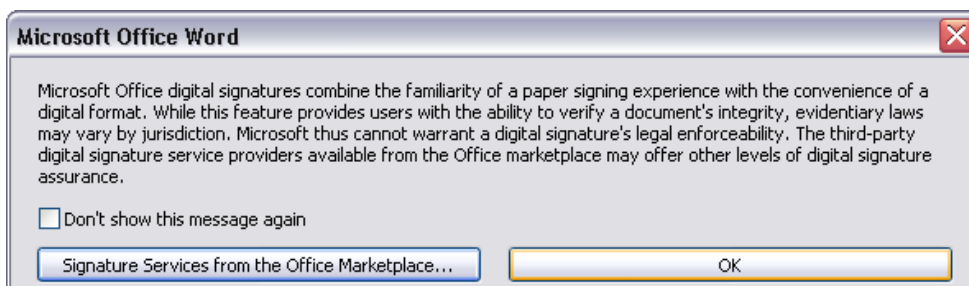 Microsoft Office Word
Microsoft Office digital signatures combine the familiarity of a paper signing experience with the convenience of a
digital format. While this feature provides users with the ability to verify a document's integrity, evidentiary laws
may vary by jurisdiction. Microsoft thus cannot warrant a digital signature's legal enforceability. The third-party
digital signature service providers available from the Office marketplace may offer other levels of digital signature
assurance.
Don't show this message again
Signature Services from the Office Marketplace...
OK